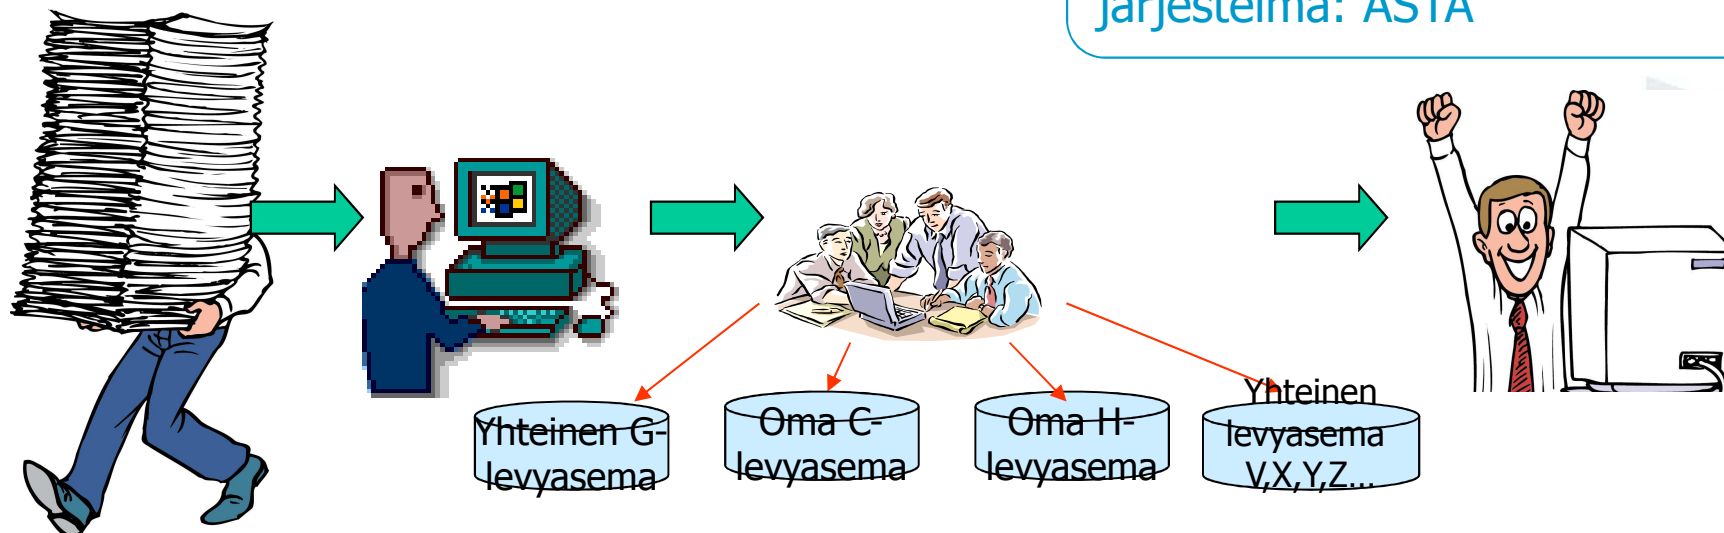 järjestelmä: ASTA
Yhteinen G-
levyasema
Oma C-
levyasema
Oma H-
levyasema
Yhteinen
levyasema
V,X,Y,Z...